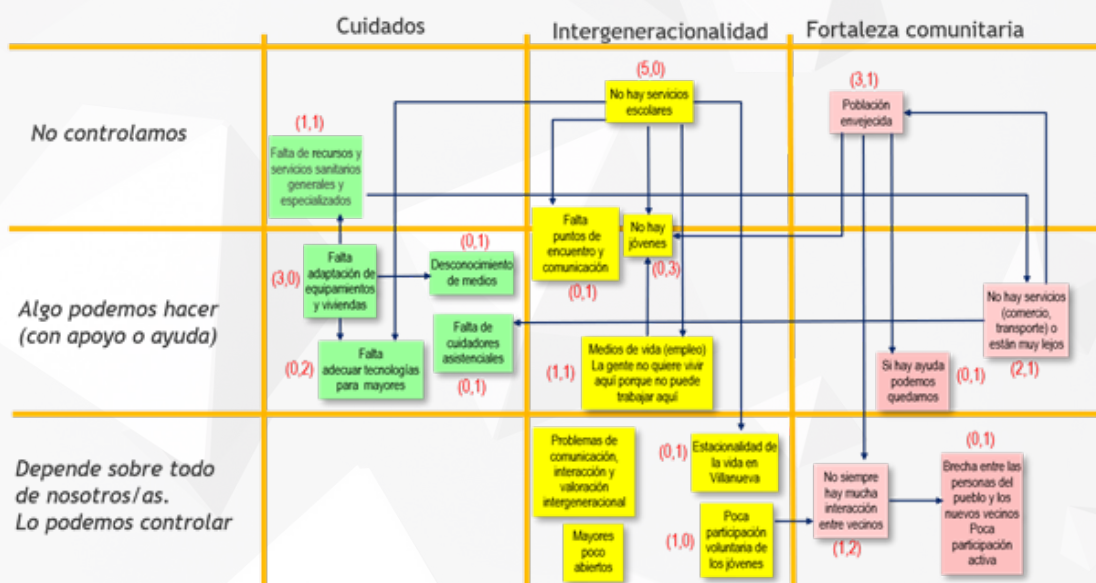 Cuidados
Intergeneracionalidad
Fortaleza comunitaria
No controlamos
(1,1)
Falta de recursos y
servicios sanitarios
generales y
especializados
(5,0)
No hay servicios
escolares
(3,1)
Población
envejecida
Falta
puntos de
encuentro y
comunicación
(0,1)
No hay
jóvenes
(0,3)
Algo podemos hacer
(con apoyo o ayuda)
(3,0)
Falta
adaptación de
equipamientos
y viviendas
(0,1)
Desconocimiento
de medios
(0,2)
Falta
adecuar tecnologías
para mayores
Falta de
cuidadores
asistenciales
(0,1)
(1,1)
Medios de vida (empleo)
La gente no quiere vivir
aquí porque no puede
trabajar aquí
No hay servicios
(comercio,
transporte) o
están muy lejos
(2,1)
Si hay ayuda
podemos
quedarnos
(0,1)
Depende sobre todo
de nosotros/as.
Lo podemos controlar
Problemas de
comunicación,
interacción y
valoración
intergeneracional
Mayores
poco
abiertos
(0,1)
Estacionalidad de
la vida en
Villanueva
(1,0)
Poca
participación
voluntaria de
los jóvenes
No siempre
hay mucha
interacción
entre vecinos
(1,2)
(0,1)
Brecha entre las
personas del
pueblo y los
nuevos vecinos
Poca
participación
activa